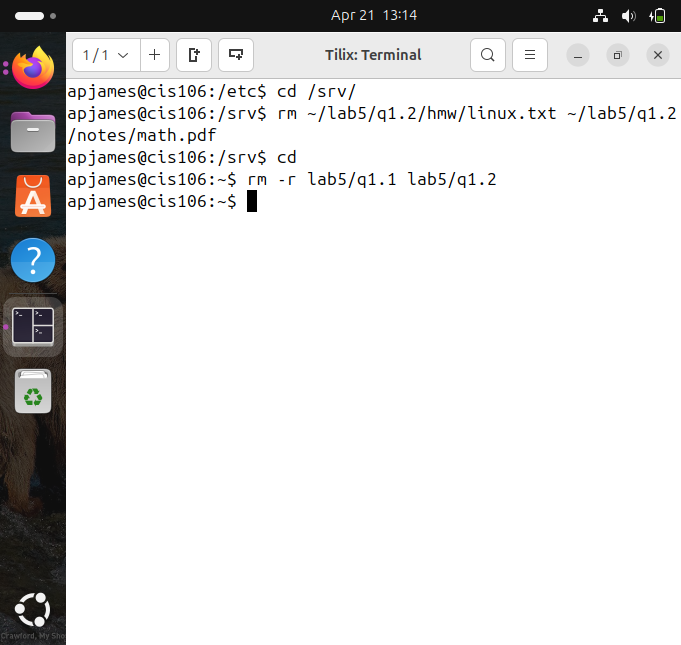 Apr 21 13:14
1 / 1
Tilix: Terminal
apjames@cis106:/etc$ cd /srv/
apjames@cis106:/srv$ rm ~/lab5/q1.2/hmw/linux.txt ~/lab5/q1.2
/notes/math.pdf
apjames@cis106:/srv$ cd
apjames@cis106:~$ rm -r lab5/q1.1 lab5/q1.2
apjames@cis106:~$
Crawford, My Sho